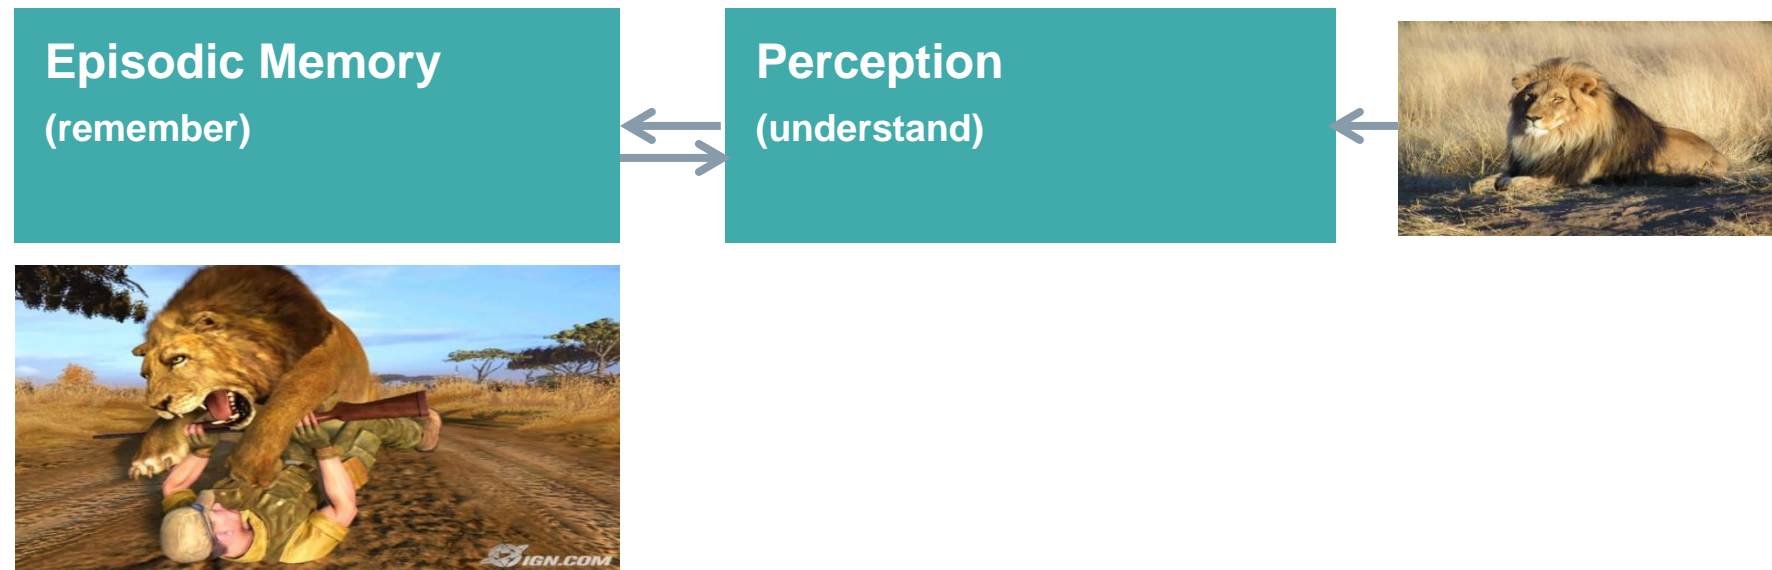 Episodic Memory
(remember)
Perception
(understand)
IGN.COM